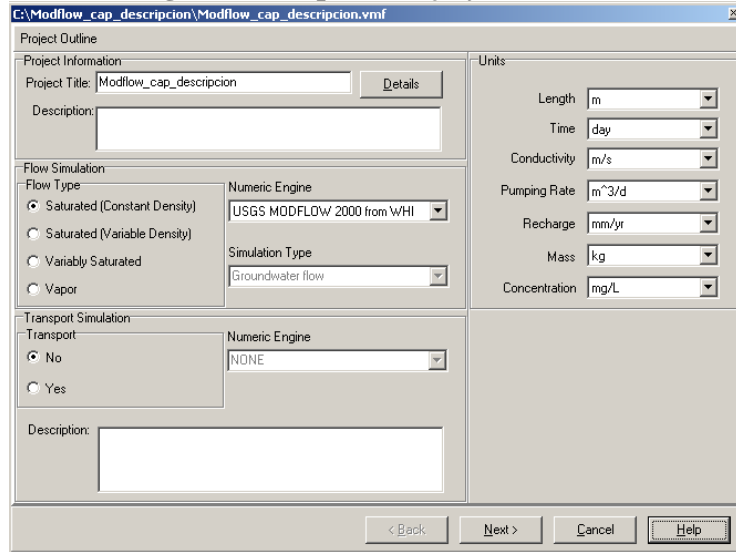 C:\Modflow_cap_descripcion\Modflow_cap_descripcion.vmf
Project Outline
Project Information
Project Title: Modflow_cap_descripcion
Details
Description:
Flow Simulation
Flow Type
Saturated (Constant Density)
Saturated (Variable Density)
Variably Saturated
Vapor
Numeric Engine
USGS MODFLOW 2000 from WHI
Simulation Type
Groundwater flow
Transport Simulation
Transport
No
Yes
Numeric Engine
NONE
Description:
Units
Length m
Time day
Conductivity m/s
Pumping Rate m^3/d
Recharge mm/yr
Mass kg
Concentration mg/L
< Back
Next >
Cancel
Help